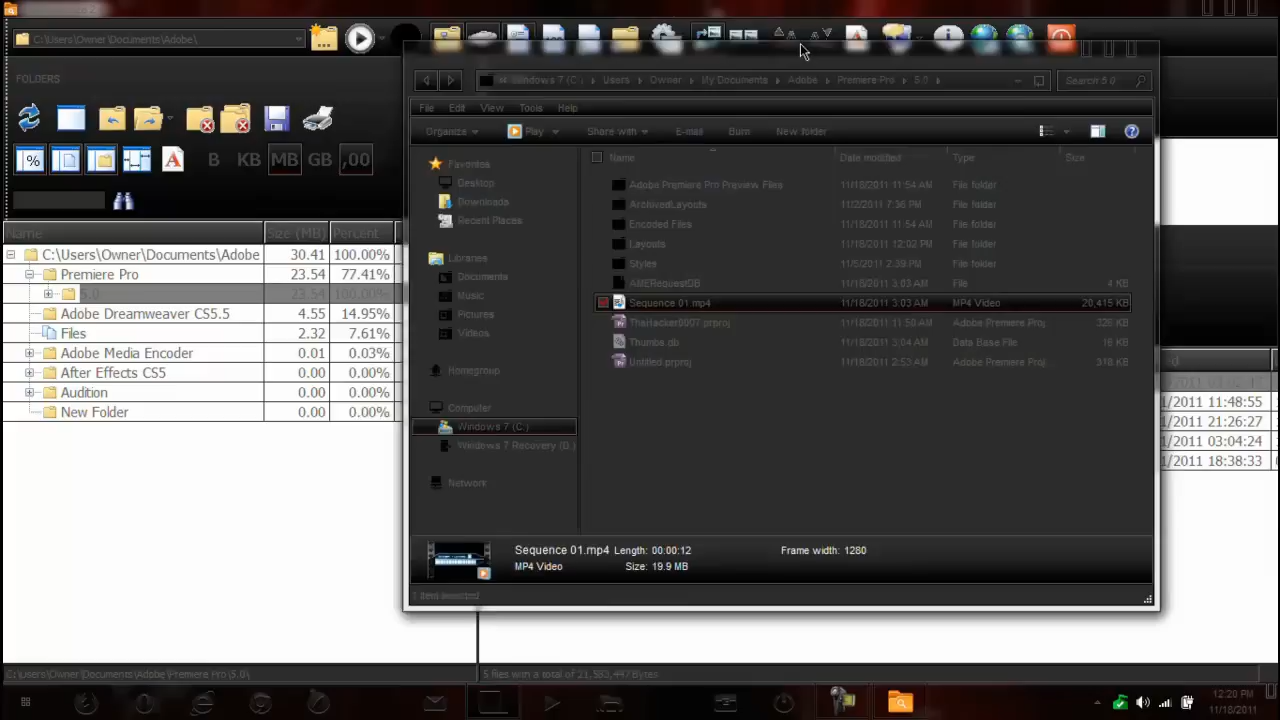 C:\Users\Owner\Documents\Adobe\
FOLDERS
%
A
B KB MB GB ,00
Name Size (MB) Percent
C:\Users\Owner\Documents\Adobe 30.41 100.00%
Premiere Pro 23.54 77.41%
5.0 23.54 100.00%
Adobe Dreamweaver CS5.5 4.55 14.95%
Files 2.32 7.61%
Adobe Media Encoder 0.01 0.03%
After Effects CS5 0.00 0.00%
Audition 0.00 0.00%
New Folder 0.00 0.00%
Windows 7 (C:) Users Owner My Documents Adobe Premiere Pro 5.0
Search 5.0
File Edit View Tools Help
Organize Play Share with E-mail Burn New folder
Favorites
Desktop
Downloads
Recent Places
Libraries
Documents
Music
Pictures
Videos
Homegroup
Computer
Windows 7 (C:)
Windows 7 Recovery (D:)
Network
Name Date modified Type Size
Adobe Premiere Pro Preview Files 11/18/2011 11:54 AM File folder
ArchivedLayouts 11/2/2011 7:36 PM File folder
Encoded Files 11/18/2011 11:54 AM File folder
Layouts 11/18/2011 12:02 PM File folder
Styles 11/5/2011 2:39 PM File folder
AMERequestDB 11/18/2011 3:03 AM File 4 KB
Sequence 01.mp4 11/18/2011 3:03 AM MP4 Video 20,415 KB
ThaHacker0007.prproj 11/18/2011 11:50 AM Adobe Premiere Pro. 326 KB
Thumbs.db 11/18/2011 3:04 AM Data Base File 16 KB
Untitled.prproj 11/18/2011 2:53 AM Adobe Premiere Pro. 318 KB
Sequence 01.mp4 Length: 00:00:12 Frame width: 1280
MP4 Video Size: 19.9 MB
1 item selected
1/2011 11:48:55
1/2011 21:26:27
1/2011 03:04:24
1/2011 18:38:33
C:\Users\Owner\Documents\Adobe\Premiere Pro\5.0\
5 files with a total of 21,583,447 Bytes
12:20 PM
11/18/2011